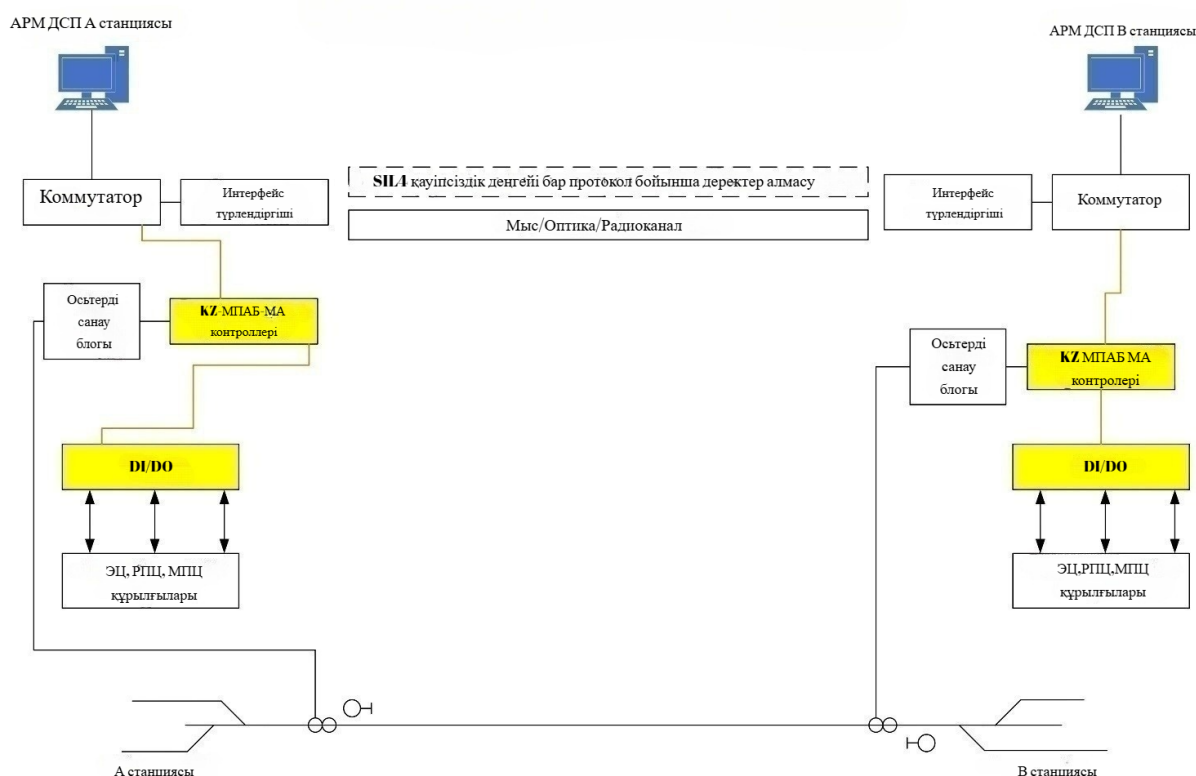 АРМ ДСП А станциясы
АРМ ДСП В станциясы
Коммутатор
Интерфейс
түрлендіргіші
SIL4 қауіпсіздік деңгейі бар протокол бойынша деректер алмасу
Мыс/Оптика/Радиоканал
Интерфейс
түрлендіргіші
Коммутатор
Осьтерді
санау
блогы
KZ-МПАБ-МА
контроллері
Осьтерді
санау
блогы
KZ МПАБ МА
контролері
DI/DO
DI/DO
ЭЦ, РПЦ, МПЦ
құрылғылары
ЭЦ,РПЦ,МПЦ
құрылғылары
А станциясы
В станциясы